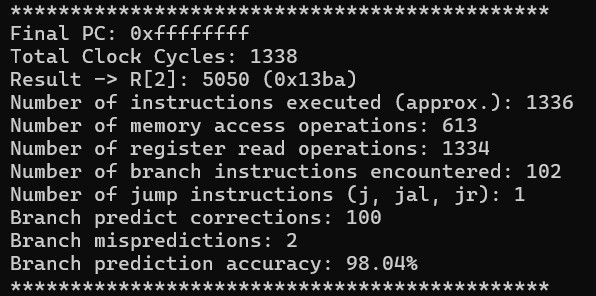 *********************************************
Final PC: 0xffffffff
Total Clock Cycles: 1338
Result -> R[2]: 5050 (0x13ba)
Number of instructions executed (approx.): 1336
Number of memory access operations: 613
Number of register read operations: 1334
Number of branch instructions encountered: 102
Number of jump instructions (j, jal, jr): 1
Branch predict corrections: 100
Branch mispredictions: 2
Branch prediction accuracy: 98.04%
*********************************************